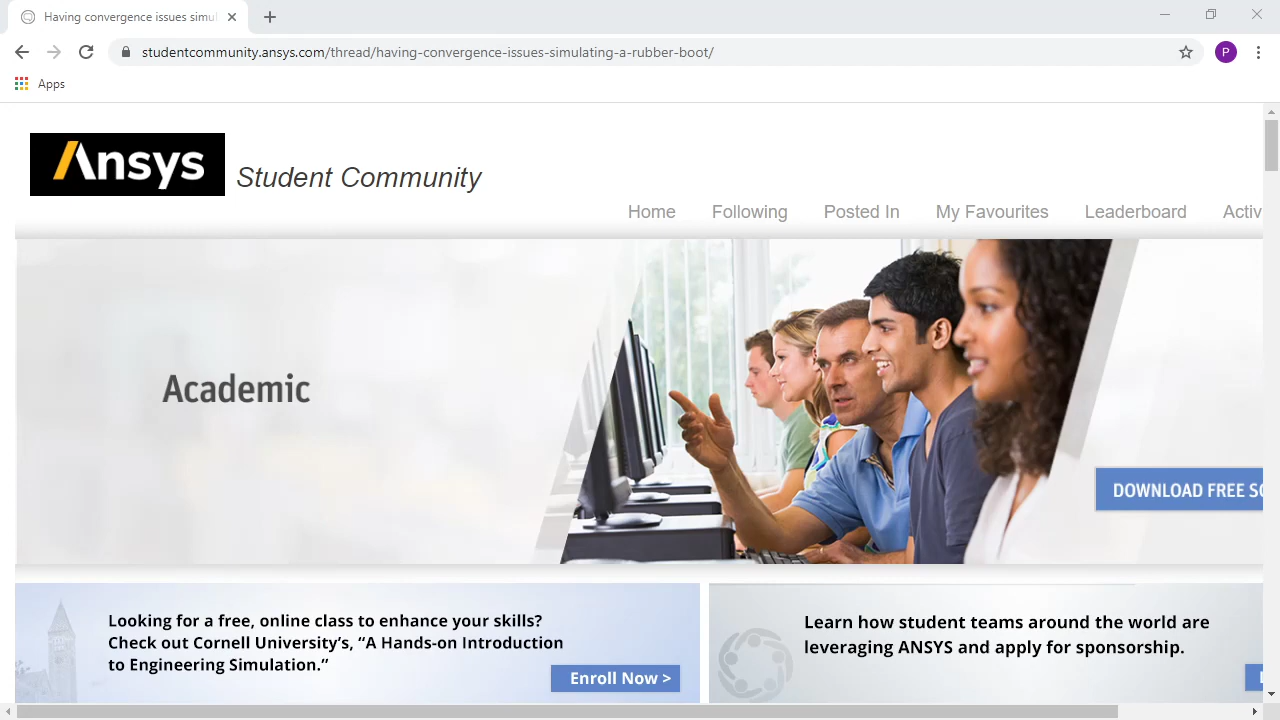 Having convergence issues simul
studentcommunity.ansys.com/thread/having-convergence-issues-simulating-a-rubber-boot/
P
Apps
Ansys
Student Community
Home Following Posted In My Favourites Leaderboard Activ
Academic
DOWNLOAD FREE SO
Looking for a free, online class to enhance your skills?
Check out Cornell University's, “A Hands-on Introduction
to Engineering Simulation.”
Enroll Now >
Learn how student teams around the world are
leveraging ANSYS and apply for sponsorship.